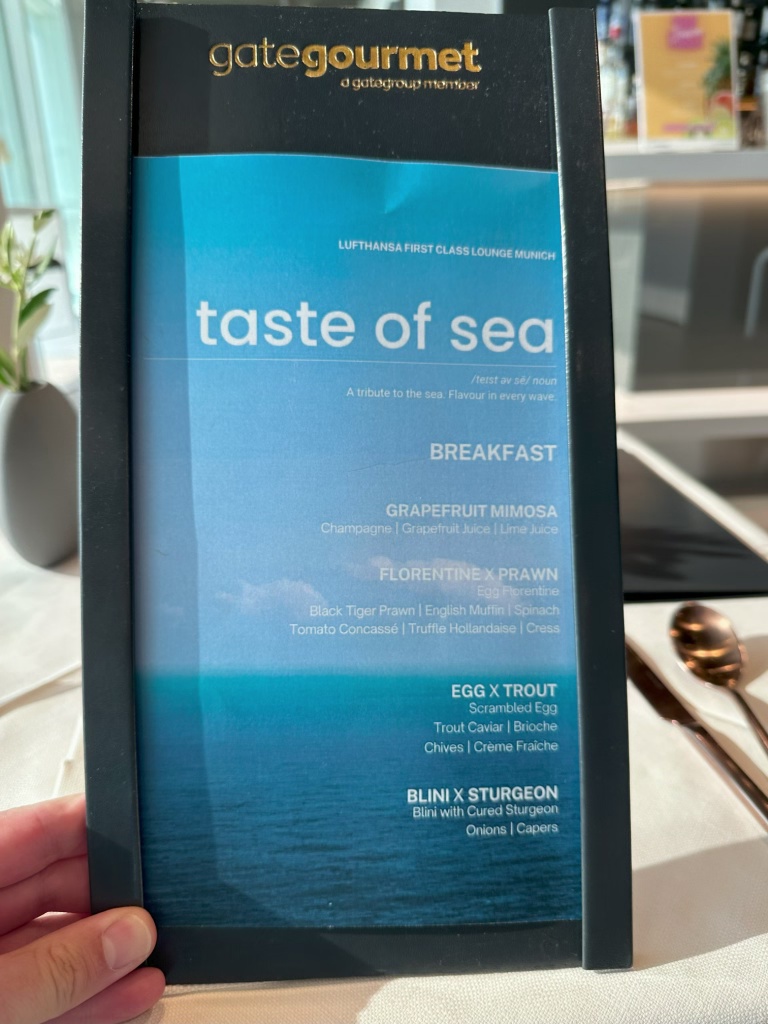 gategourmet
a gategroup member
LUFTHANSA FIRST CLASS LOUNGE MUNICH
taste of sea
/teɪst əv sē/ noun
A tribute to the sea. Flavour in every wave.
BREAKFAST
GRAPEFRUIT MIMOSA
Champagne | Grapefruit Juice | Lime Juice
FLORENTINE X PRAWN
Egg Florentine
Black Tiger Prawn | English Muffin | Spinach
Tomato Concassé | Truffle Hollandaise | Cress
EGG X TROUT
Scrambled Egg
Trout Caviar | Brioche
Chives | Crème Fraîche
BLINI X STURGEON
Blini with Cured Sturgeon
Onions | Capers